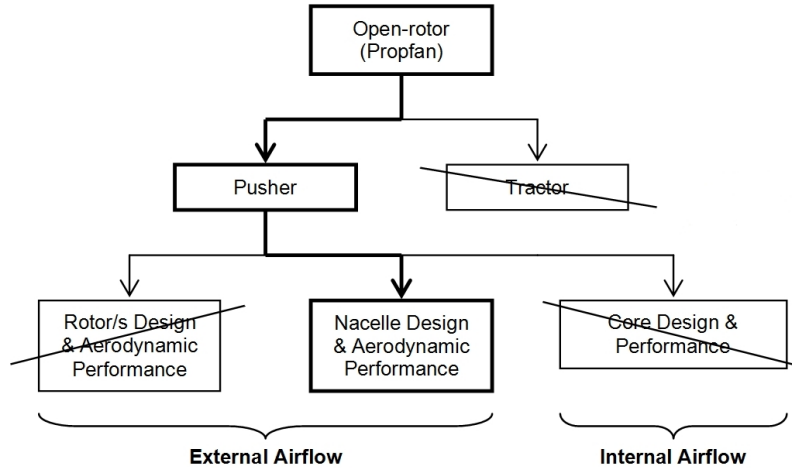 Open-rotor
(Propfan)
Pusher
Tractor
Rotor/s Design
& Aerodynamic
Performance
Nacelle Design
& Aerodynamic
Performance
Core Design &
Performance
External Airflow
Internal Airflow